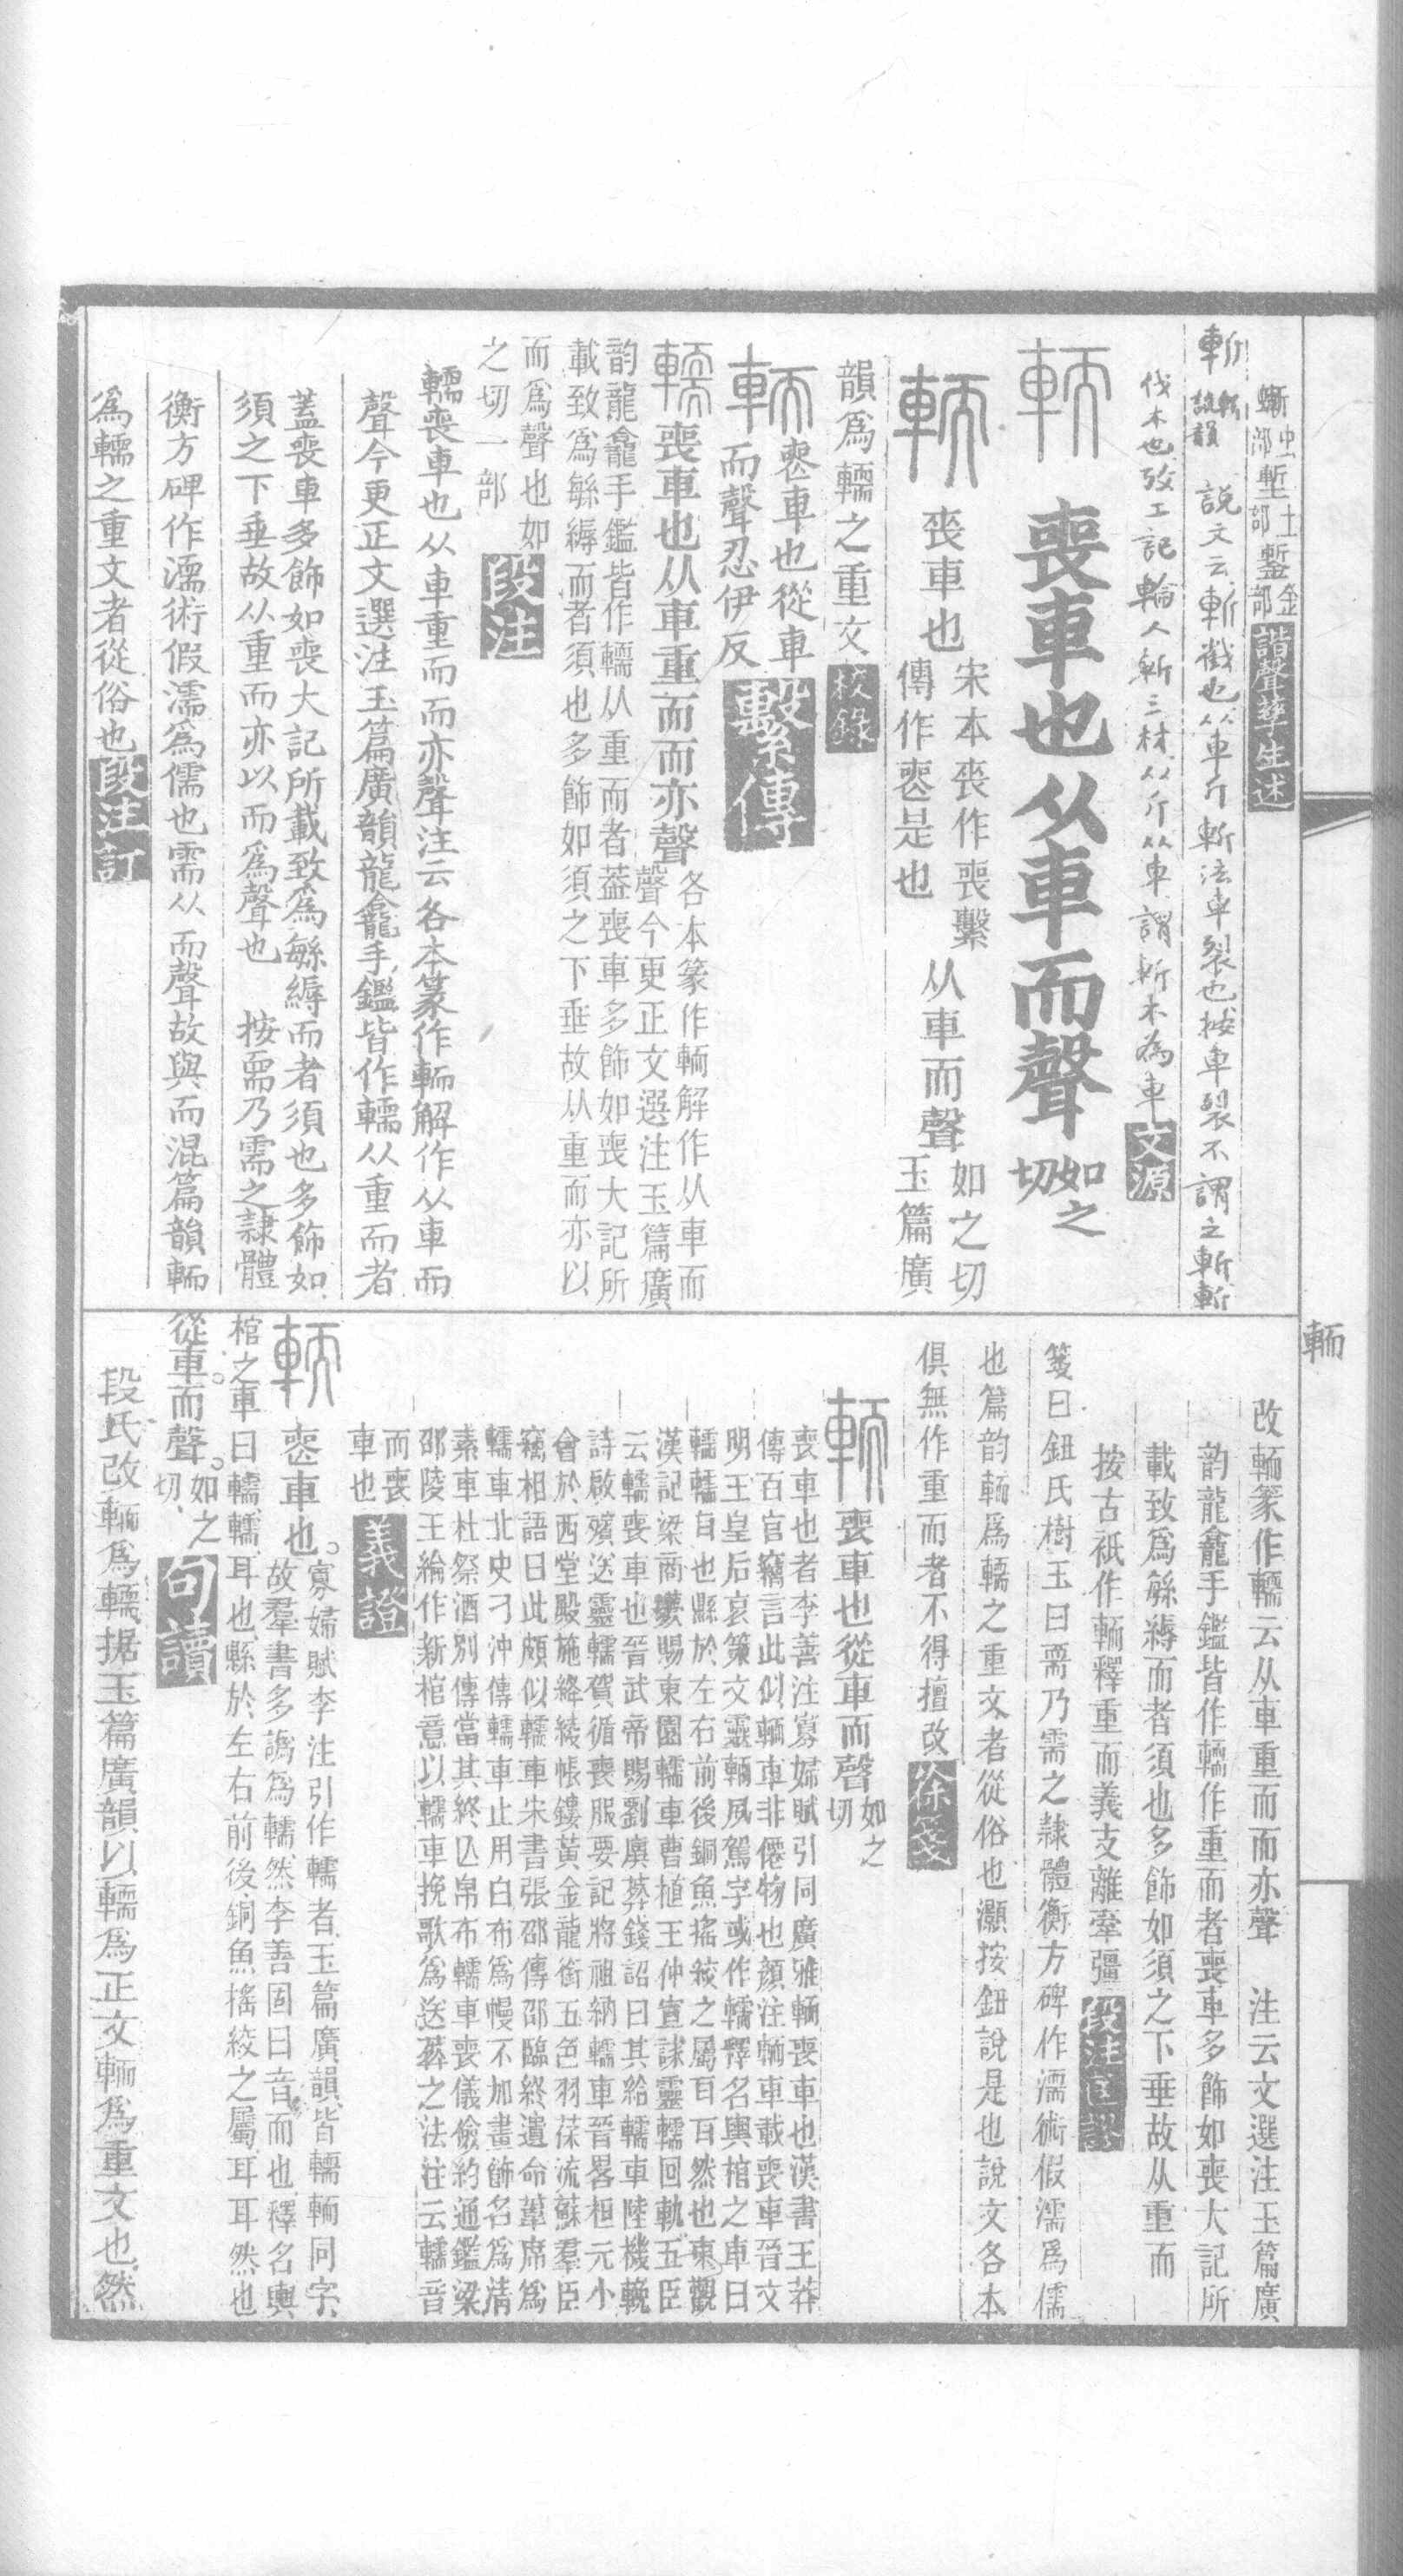 蟴虫部塹土部鏨金部諧聲孳生述
斬 說文云斬截也从車斤斬法車裂也按車裂不謂之斬斬
伐木也攷工記輪人斬三材从斤从車謂斬木為車文源
輀 喪車也从車而聲如之切
輀 喪車也宋本喪作喪繫傳作喪是也从車而聲如之切玉篇廣
韻爲轜之重文校錄
輀喪車也從車而聲忍伊反繫傳
轜喪車也从車重而而亦聲各本篆作輀解作从車而聲今更正文選注玉篇廣
韵龍龕手鑑皆作轜从重而者葢喪車多飾如喪大記所
載致爲緐縟而者須也多飾如須之下垂故从重而亦以
而爲聲也如之切一部段注
轜喪車也从車重而而亦聲注云各本篆作輀解作从車而
聲今更正文選注玉篇廣韻龍龕手鑑皆作轜从重而者
蓋喪車多飾如喪大記所載致爲緐縟而者須也多飾如
須之下垂故从重而亦以而爲聲也 按需乃需之隸體
衡方碑作濡術假濡爲儒也需从而聲故與而混篇韻輀
爲轜之重文者從俗也段注訂
輀
改輀篆作轜云从車重而而亦聲 注云文選注玉篇廣
韵龍龕手鑑皆作轜作重而者喪車多飾如喪大記所
載致爲緐縟而者須也多飾如須之下垂故从重而
按古祇作輀釋重而義支離牽彊段注匡謬
箋曰鈕氏樹玉曰需乃需之隸體衡方碑作濡術假濡爲儒
也篇韵輀爲轜之重文者從俗也灝按鈕說是也說文各本
俱無作重而者不得擅改徐箋
輀喪車也從車而聲如之切
喪車也者李善注寡婦賦引同廣雅輀喪車也漢書王莽
傳百官竊言此似輀車非僊物也顏注輀車載喪車晉文
明王皇后哀策文靈輀夙駕字或作轜釋名輿棺之車曰
轜轜耳也縣於左右前後銅魚搖絞之屬耳耳然也東觀
漢記梁商薨賜東園轜車曹植王仲宣誄靈轜回軌五臣
云轜喪車也晉武帝賜劉廙葬錢詔曰其給轜車陸機輓
詩啟殯送靈轜賀循喪服要記將祖納轜車晉畧桓元小
會於西堂殿施絳綾帳鏤黃金龍銜五色羽葆流蘇羣臣
竊相語曰此頗似轜車宋書張邵傳邵臨終遺命葦席爲
轜車北史刁沖傳轜車止用白布爲幔不加畫飾名爲清
素車杜祭酒別傳當其終亾帛布轜車喪儀儉約通鑑梁
邵陵王綸作新棺意以轜車挽歌爲送葬之法注云轜音
而喪車也義證
輀 喪車也寡婦賦李注引作轜者玉篇廣韻皆轜輀同字
故羣書多譌爲轜然李善固曰音而也釋名輿
棺之車曰轜轜耳也縣於左右前後銅魚搖絞之屬耳耳然也
從車而聲如之切句讀
段氏改輀爲轜据玉篇廣韻以轜爲正文輀爲重文也然